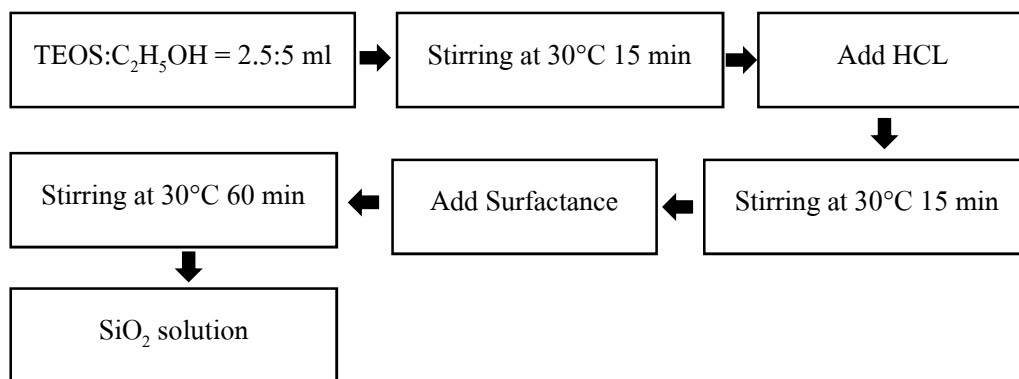 TEOS:C₂H₅OH = 2.5:5 ml
Stirring at 30°C 15 min
Add HCL
Stirring at 30°C 15 min
Add Surfactance
Stirring at 30°C 60 min
SiO₂ solution